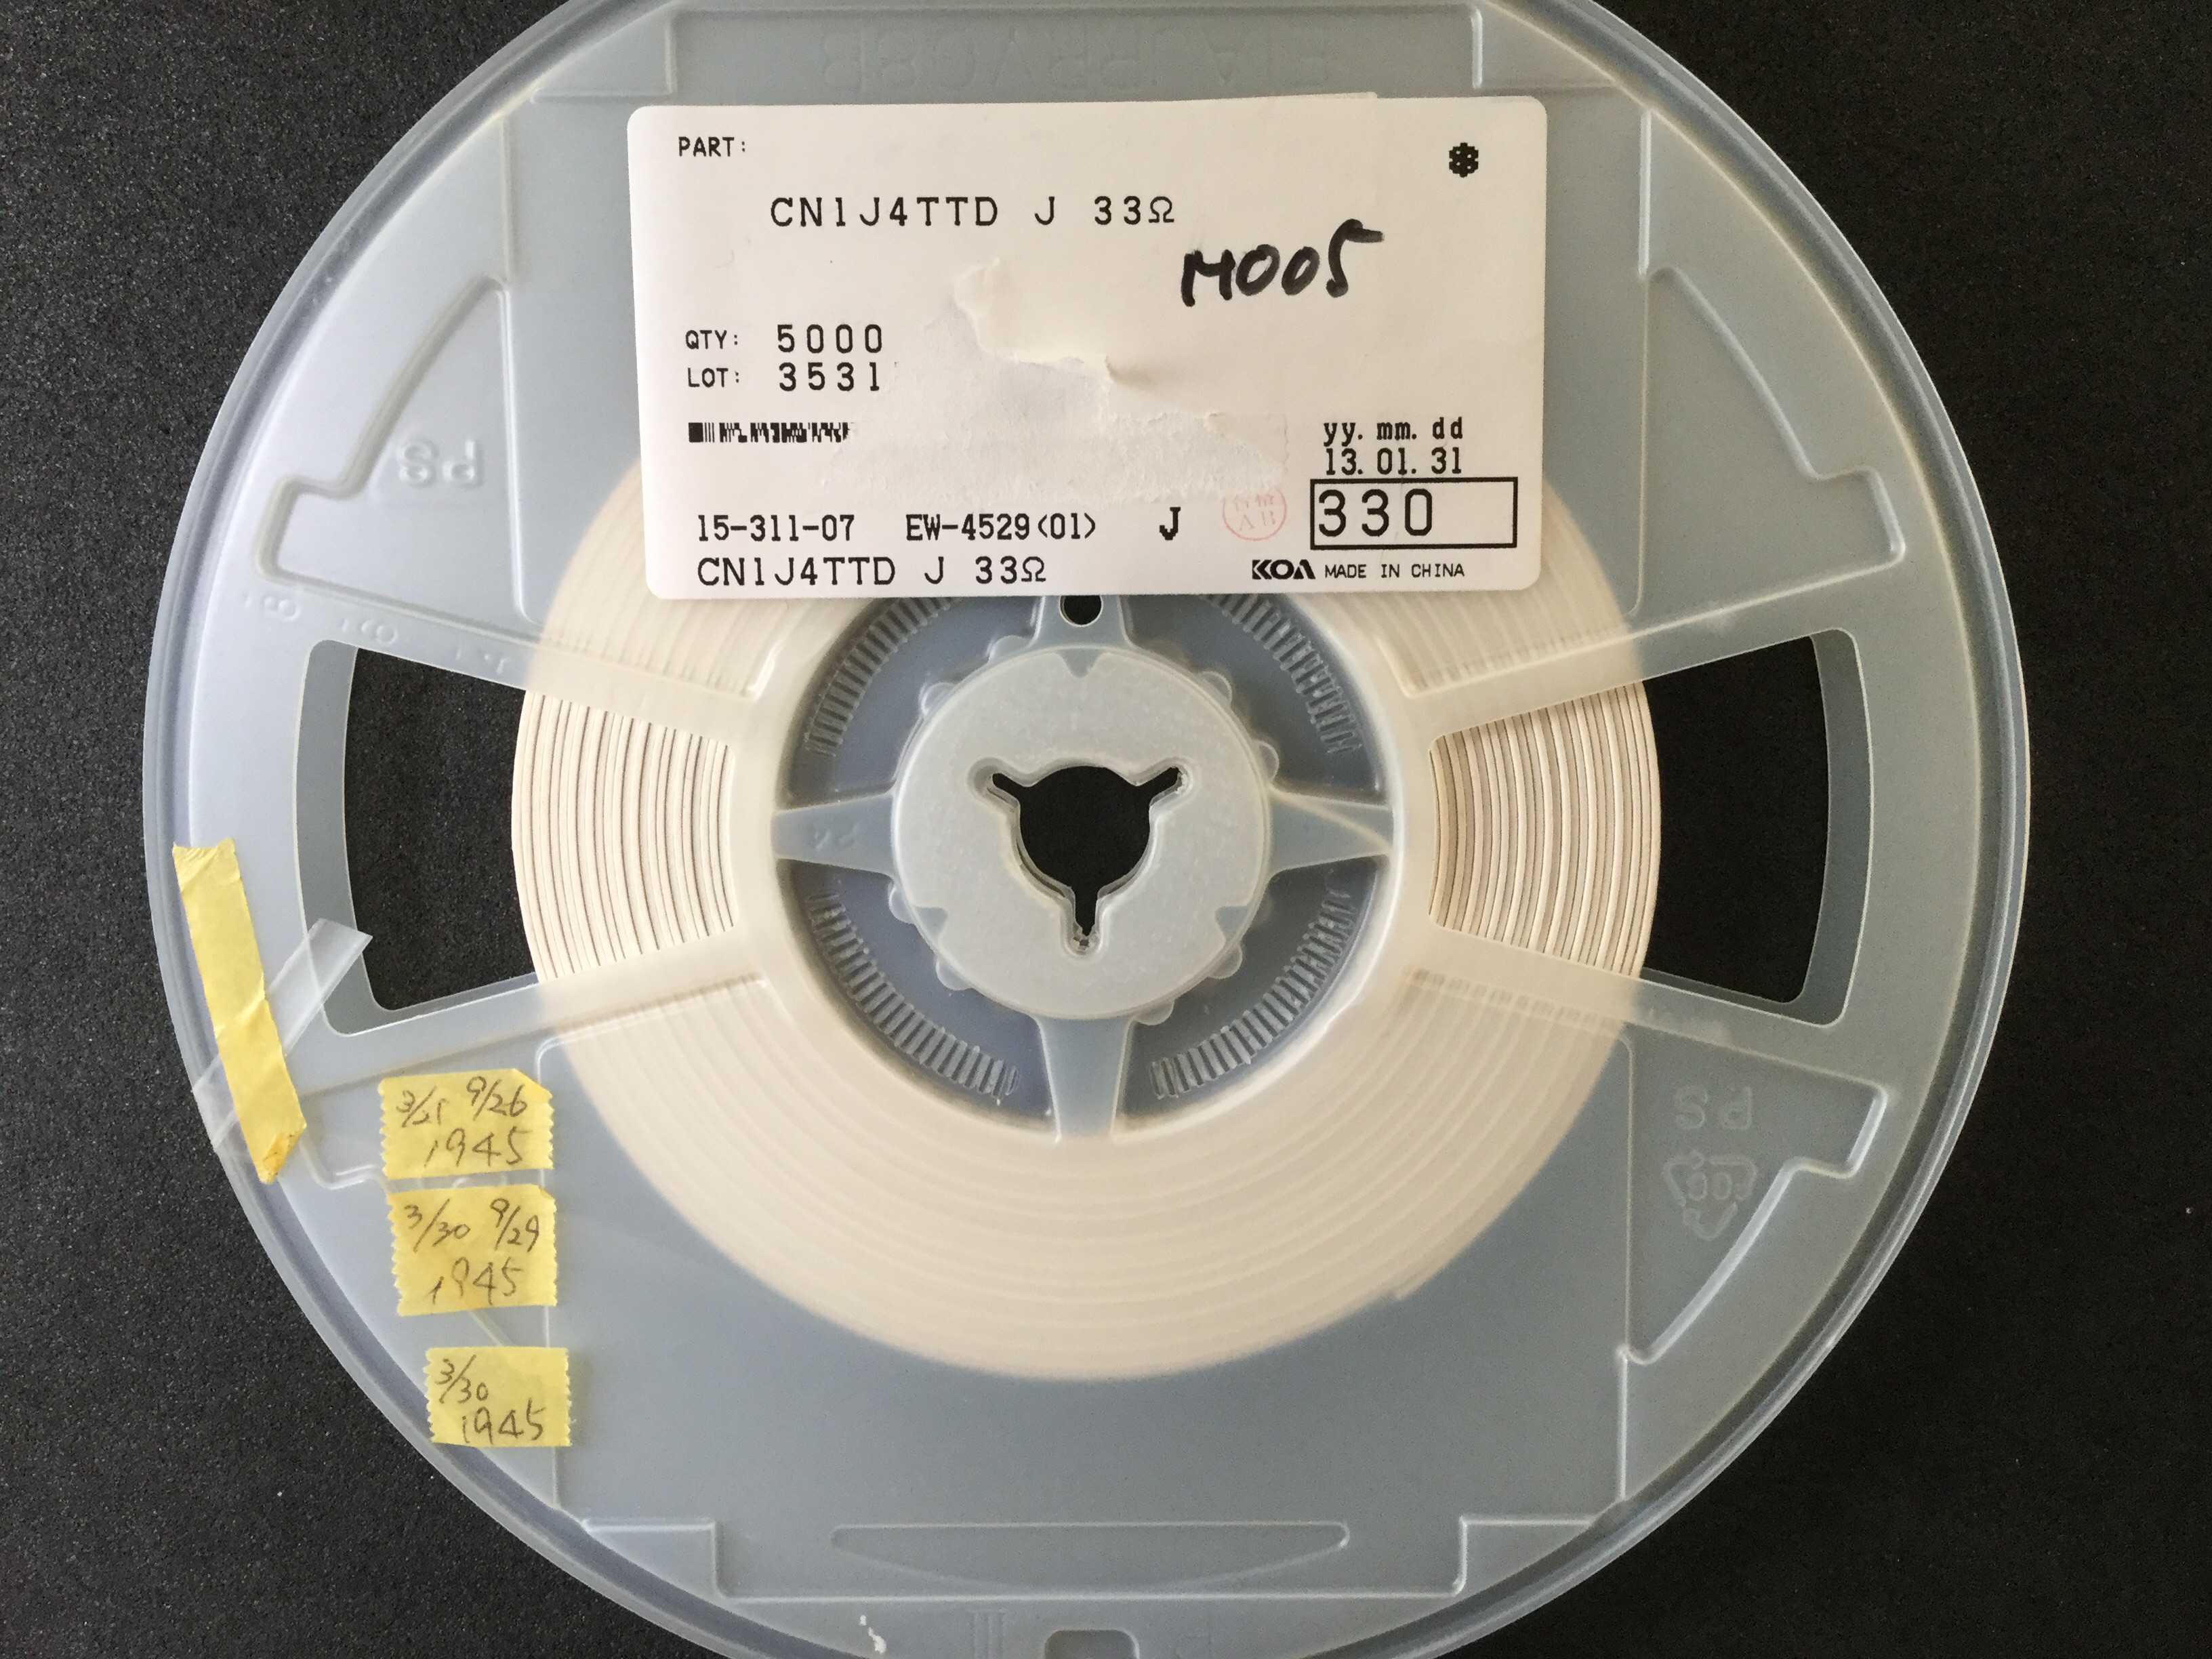 PART:
CN1J4TTD J 33Ω
M005
QTY: 5000
LOT: 3531
yy. mm. dd
13. 01. 31
330
15-311-07 EW-4529<01> J
CN1J4TTD J 33Ω
KOA MADE IN CHINA
PS
9/26
1945
3/30 9/29
1945
3/30
1945
PS